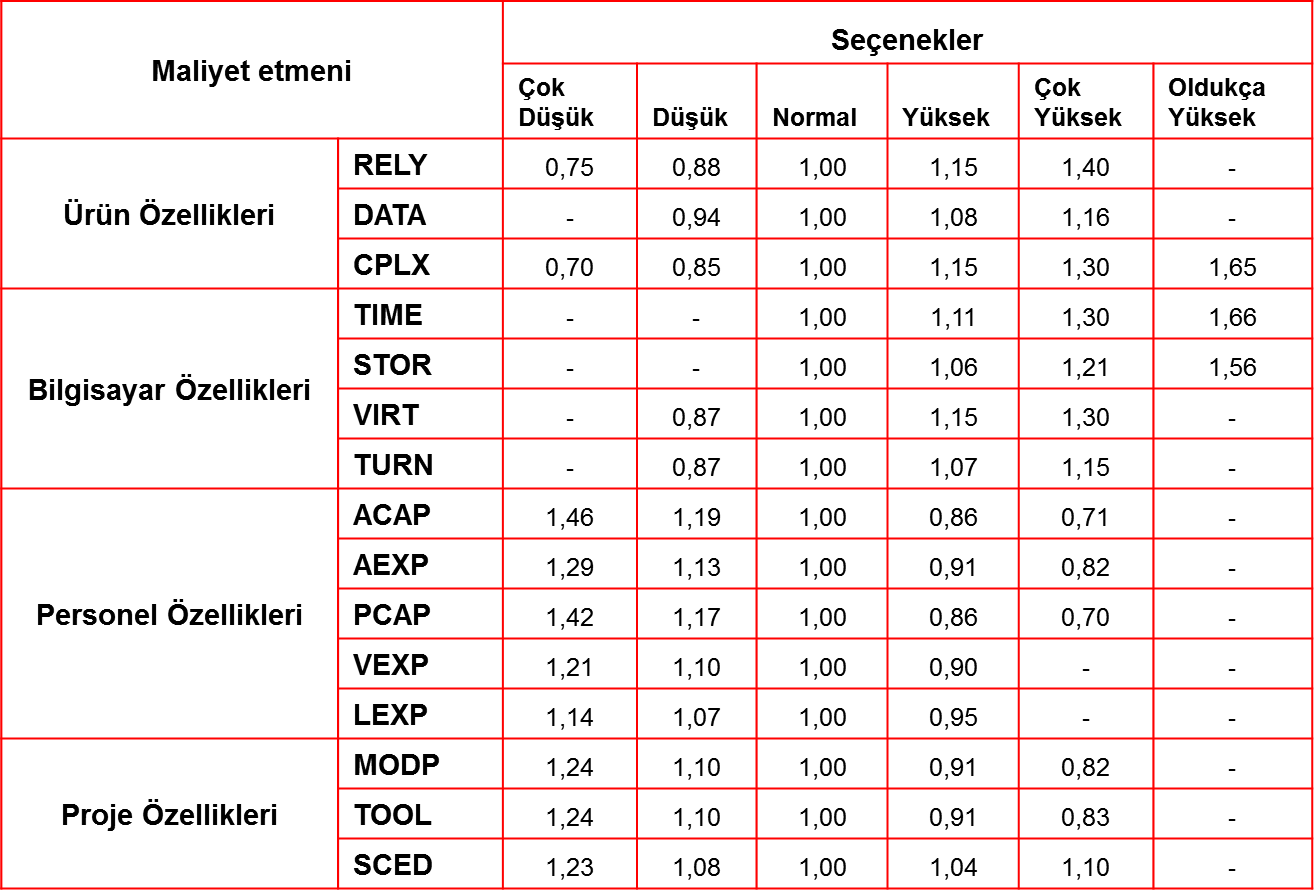 Maliyet etmeni
Seçenekler
Çok Düşük
Düşük
Normal
Yüksek
Çok Yüksek
Oldukça Yüksek
Ürün Özellikleri
RELY 0,75 0,88 1,00 1,15 1,40 -
DATA - 0,94 1,00 1,08 1,16 -
CPLX 0,70 0,85 1,00 1,15 1,30 1,65
Bilgisayar Özellikleri
TIME - - 1,00 1,11 1,30 1,66
STOR - - 1,00 1,06 1,21 1,56
VIRT - 0,87 1,00 1,15 1,30 -
TURN - 0,87 1,00 1,07 1,15 -
Personel Özellikleri
ACAP 1,46 1,19 1,00 0,86 0,71 -
AEXP 1,29 1,13 1,00 0,91 0,82 -
PCAP 1,42 1,17 1,00 0,86 0,70 -
VEXP 1,21 1,10 1,00 0,90 - -
LEXP 1,14 1,07 1,00 0,95 - -
Proje Özellikleri
MODP 1,24 1,10 1,00 0,91 0,82 -
TOOL 1,24 1,10 1,00 0,91 0,83 -
SCED 1,23 1,08 1,00 1,04 1,10 -